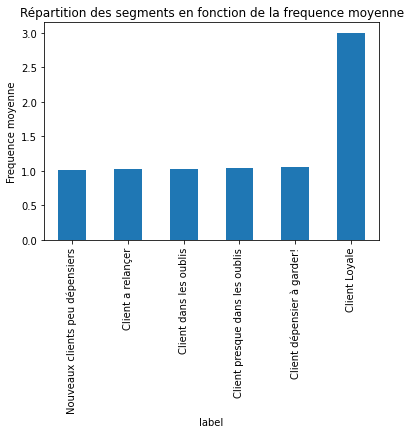 Répartition des segments en fonction de la frequence moyenne
Frequence moyenne
3.0
2.5
2.0
1.5
1.0
0.5
0.0
Nouveaux clients peu dépensiers
Client a relançer
Client dans les oublis
Client presque dans les oublis
Client dépensier à garder!
Client Loyale
label